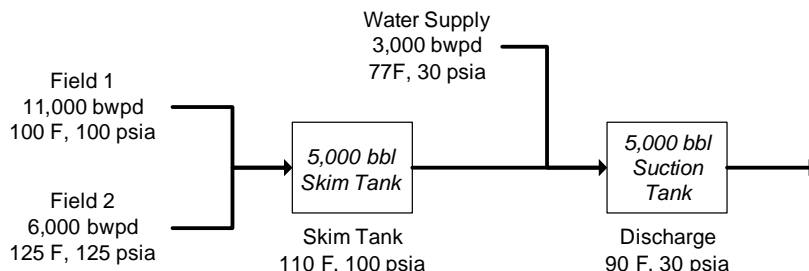 Water Supply
3,000 bwpd
77F, 30 psia
Field 1
11,000 bwpd
100 F, 100 psia
5,000 bbl
Skim Tank
5,000 bbl
Suction
Tank
Field 2
6,000 bwpd
125 F, 125 psia
Skim Tank
110 F, 100 psia
Discharge
90 F, 30 psia